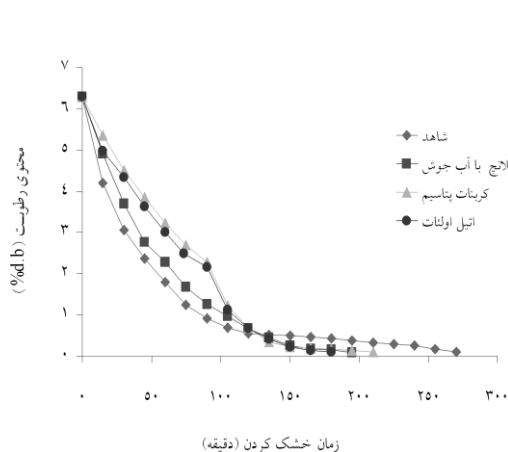 محتوی رطوبت (%d.b)
۷
۶
۵
۴
۳
۲
۱
۰
۰ ۵۰ ۱۰۰ ۱۵۰ ۲۰۰ ۲۵۰ ۳۰۰
زمان خشک کردن (دقیقه)
شاهد
بلانچ با آب جوش
کربنات پتاسیم
اتیل اولئات